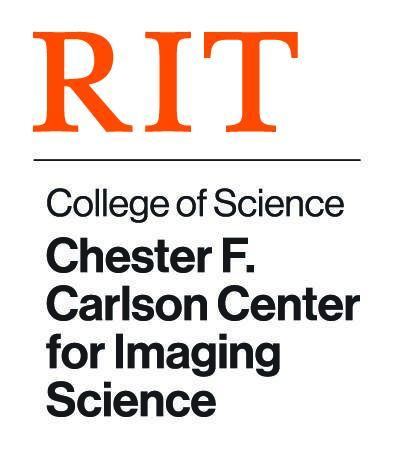 RIT
College of Science
Chester F.
Carlson Center
for Imaging
Science